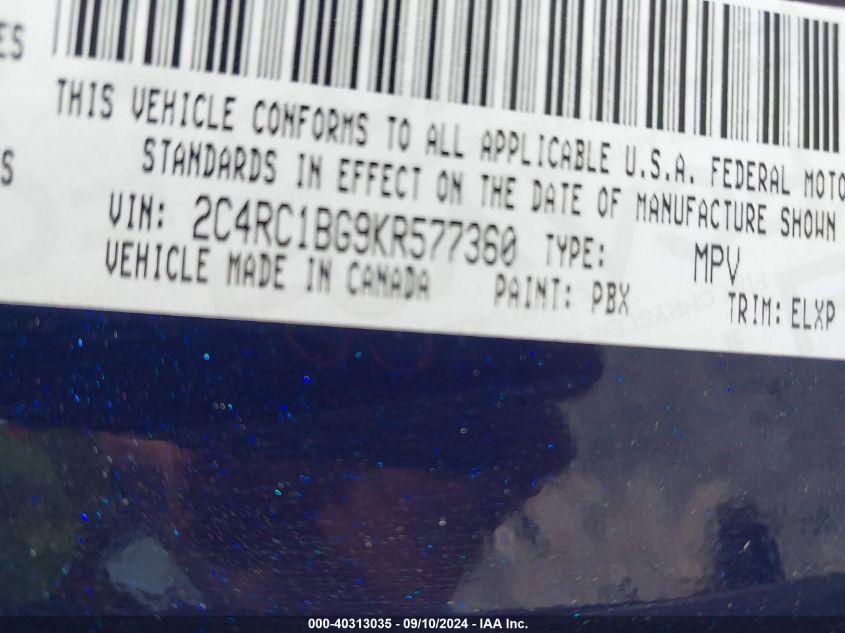 ES
S
THIS VEHICLE CONFORMS TO ALL APPLICABLE U.S.A. FEDERAL MOTO
STANDARDS IN EFFECT ON THE DATE OF MANUFACTURE SHOWN
VIN: 2C4RC1BG9KR577360 TYPE: MPV
VEHICLE MADE IN CANADA PAINT: PBX TRIM: ELXP
000-40313035 - 09/10/2024 - IAA Inc.